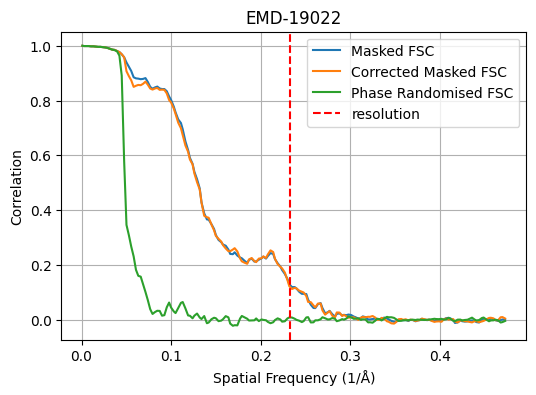 EMD-19022
Masked FSC
Corrected Masked FSC
Phase Randomised FSC
resolution
Correlation
1.0
0.8
0.6
0.4
0.2
0.0
0.0 0.1 0.2 0.3 0.4
Spatial Frequency (1/Å)